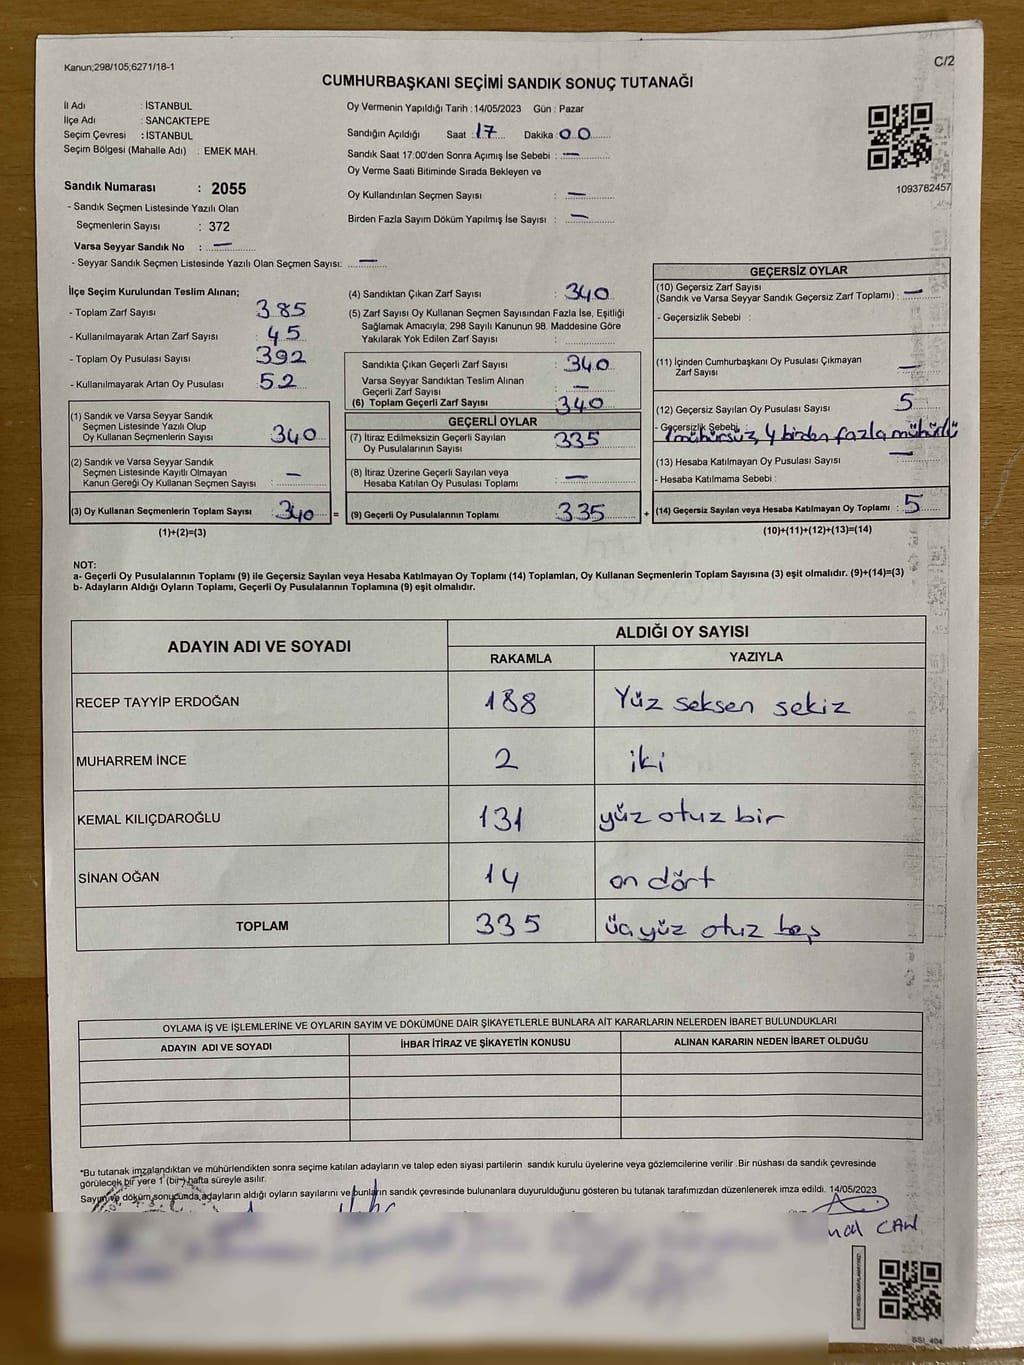 Kanun;298/105,6271/18-1
C/2
CUMHURBAŞKANI SEÇİMİ SANDIK SONUÇ TUTANAĞI
İl Adı : İSTANBUL
İlçe Adı : SANCAKTEPE
Seçim Çevresi : İSTANBUL
Seçim Bölgesi (Mahalle Adı) : EMEK MAH.
Oy Vermenin Yapıldığı Tarih : 14/05/2023 Gün : Pazar
Sandığın Açıldığı Saat : 17 Dakika : 00
Sandık Saat 17:00'den Sonra Açımış İse Sebebi : —
Oy Verme Saati Bitiminde Sırada Bekleyen ve
Oy Kullandırılan Seçmen Sayısı : —
Birden Fazla Sayım Döküm Yapılmış İse Sayısı : —
1093782457
Sandık Numarası : 2055
- Sandık Seçmen Listesinde Yazılı Olan
Seçmenlerin Sayısı : 372
Varsa Seyyar Sandık No : —
- Seyyar Sandık Seçmen Listesinde Yazılı Olan Seçmen Sayısı: —
İlçe Seçim Kurulundan Teslim Alınan;
- Toplam Zarf Sayısı 385
- Kullanılmayarak Artan Zarf Sayısı 45
- Toplam Oy Pusulası Sayısı 392
- Kullanılmayarak Artan Oy Pusulası 52
(1) Sandık ve Varsa Seyyar Sandık
Seçmen Listesinde Yazılı Olup
Oy Kullanan Seçmenlerin Sayısı 340
(2) Sandık ve Varsa Seyyar Sandık
Seçmen Listesinde Kayıtlı Olmayan
Kanun Gereği Oy Kullanan Seçmen Sayısı : —
(3) Oy Kullanan Seçmenlerin Toplam Sayısı : 340 =
(1)+(2)=(3)
(4) Sandıktan Çıkan Zarf Sayısı : 340
(5) Zarf Sayısı Oy Kullanan Seçmen Sayısından Fazla İse, Eşitliği
Sağlamak Amacıyla; 298 Sayılı Kanunun 98. Maddesine Göre
Yakılarak Yok Edilen Zarf Sayısı :
Sandıkta Çıkan Geçerli Zarf Sayısı : 340
Varsa Seyyar Sandıktan Teslim Alınan
Geçerli Zarf Sayısı : —
(6) Toplam Geçerli Zarf Sayısı : 340
GEÇERLİ OYLAR
(7) İtiraz Edilmeksizin Geçerli Sayılan
Oy Pusulalarının Sayısı : 335
(8) İtiraz Üzerine Geçerli Sayılan veya
Hesaba Katılan Oy Pusulası Toplamı : —
(9) Geçerli Oy Pusulalarının Toplamı : 335 +
GEÇERSİZ OYLAR
(10) Geçersiz Zarf Sayısı
(Sandık ve Varsa Seyyar Sandık Geçersiz Zarf Toplamı) : —
- Geçersizlik Sebebi :
(11) İçinden Cumhurbaşkanı Oy Pusulası Çıkmayan
Zarf Sayısı : —
(12) Geçersiz Sayılan Oy Pusulası Sayısı : 5
- Geçersizlik Sebebi : 1 mühürsüz, 4 birden fazla mühürlü
(13) Hesaba Katılmayan Oy Pusulası Sayısı : —
- Hesaba Katılmama Sebebi :
(14) Geçersiz Sayılan veya Hesaba Katılmayan Oy Toplamı : 5
(10)+(11)+(12)+(13)=(14)
NOT:
a- Geçerli Oy Pusulalarının Toplamı (9) ile Geçersiz Sayılan veya Hesaba Katılmayan Oy Toplamı (14) Toplamları, Oy Kullanan Seçmenlerin Toplam Sayısına (3) eşit olmalıdır. (9)+(14)=(3)
b- Adayların Aldığı Oyların Toplamı, Geçerli Oy Pusulalarının Toplamına (9) eşit olmalıdır.
ADAYIN ADI VE SOYADI ALDIĞI OY SAYISI
RAKAMLA YAZIYLA
RECEP TAYYİP ERDOĞAN 188 Yüz seksen sekiz
MUHARREM İNCE 2 iki
KEMAL KILIÇDAROĞLU 131 yüz otuz bir
SİNAN OĞAN 14 on dört
TOPLAM 335 üçyüz otuz beş
OYLAMA İŞ VE İŞLEMLERİNE VE OYLARIN SAYIM VE DÖKÜMÜNE DAİR ŞİKAYETLERLE BUNLARA AİT KARARLARIN NELERDEN İBARET BULUNDUKLARI
ADAYIN ADI VE SOYADI İHBAR İTİRAZ VE ŞİKAYETİN KONUSU ALINAN KARARIN NEDEN İBARET OLDUĞU
*Bu tutanak imzalandıktan ve mühürlendikten sonra seçime katılan adayların ve talep eden siyasi partilerin sandık kurulu üyelerine veya gözlemcilerine verilir .Bir nüshası da sandık çevresinde
görülecek bir yere 1 (bir) hafta süreyle asılır.
Sayım ve döküm sonucunda,adayların aldığı oyların sayılarını ve bunların sandık çevresinde bulunanlara duyurulduğunu gösteren bu tutanak tarafımızdan düzenlenerek imza edildi. 14/05/2023
CAN
SSI_404